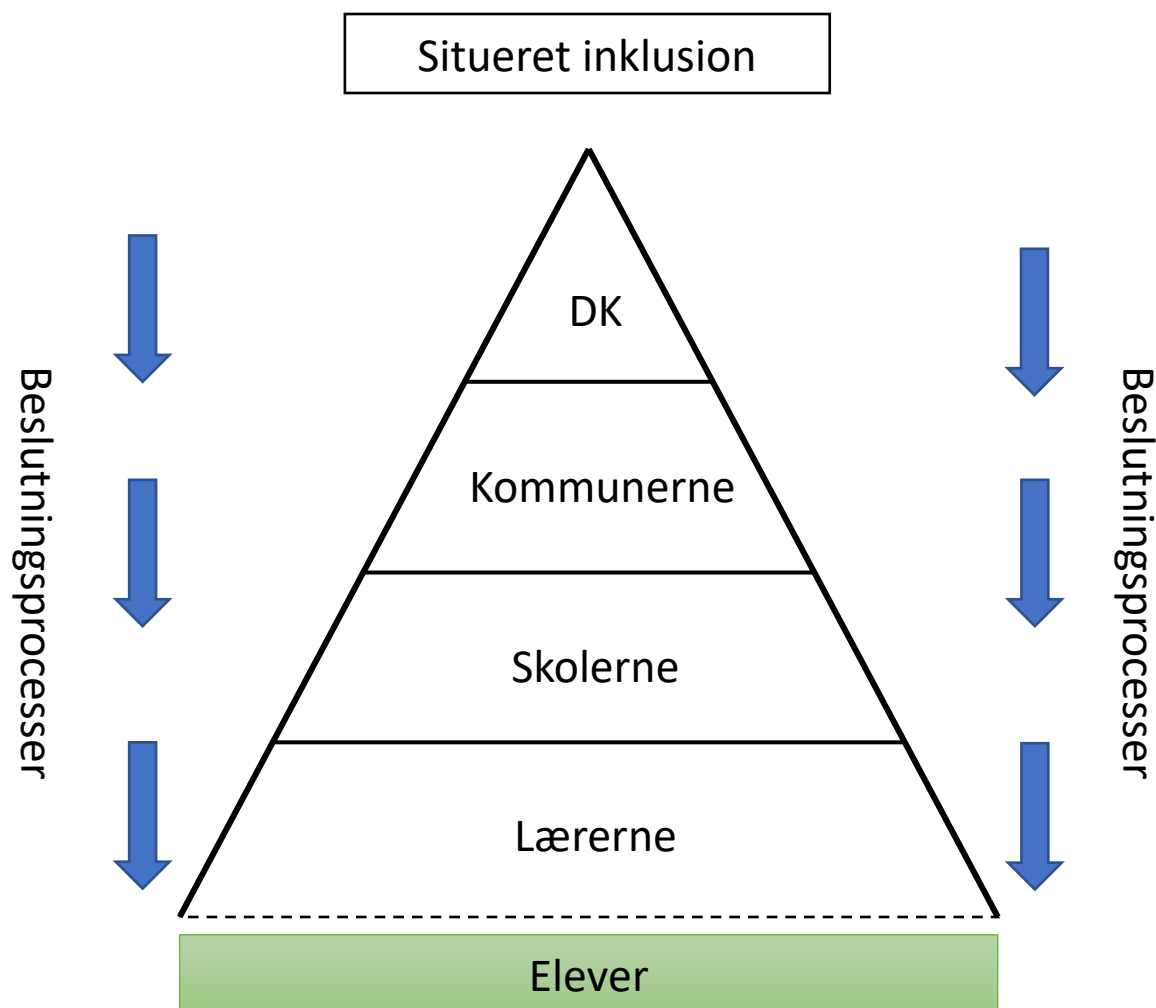 Situeret inklusion
DK
Beslutningsprocesser
Beslutningsprocesser
Kommunerne
Skolerne
Lærerne
Elever